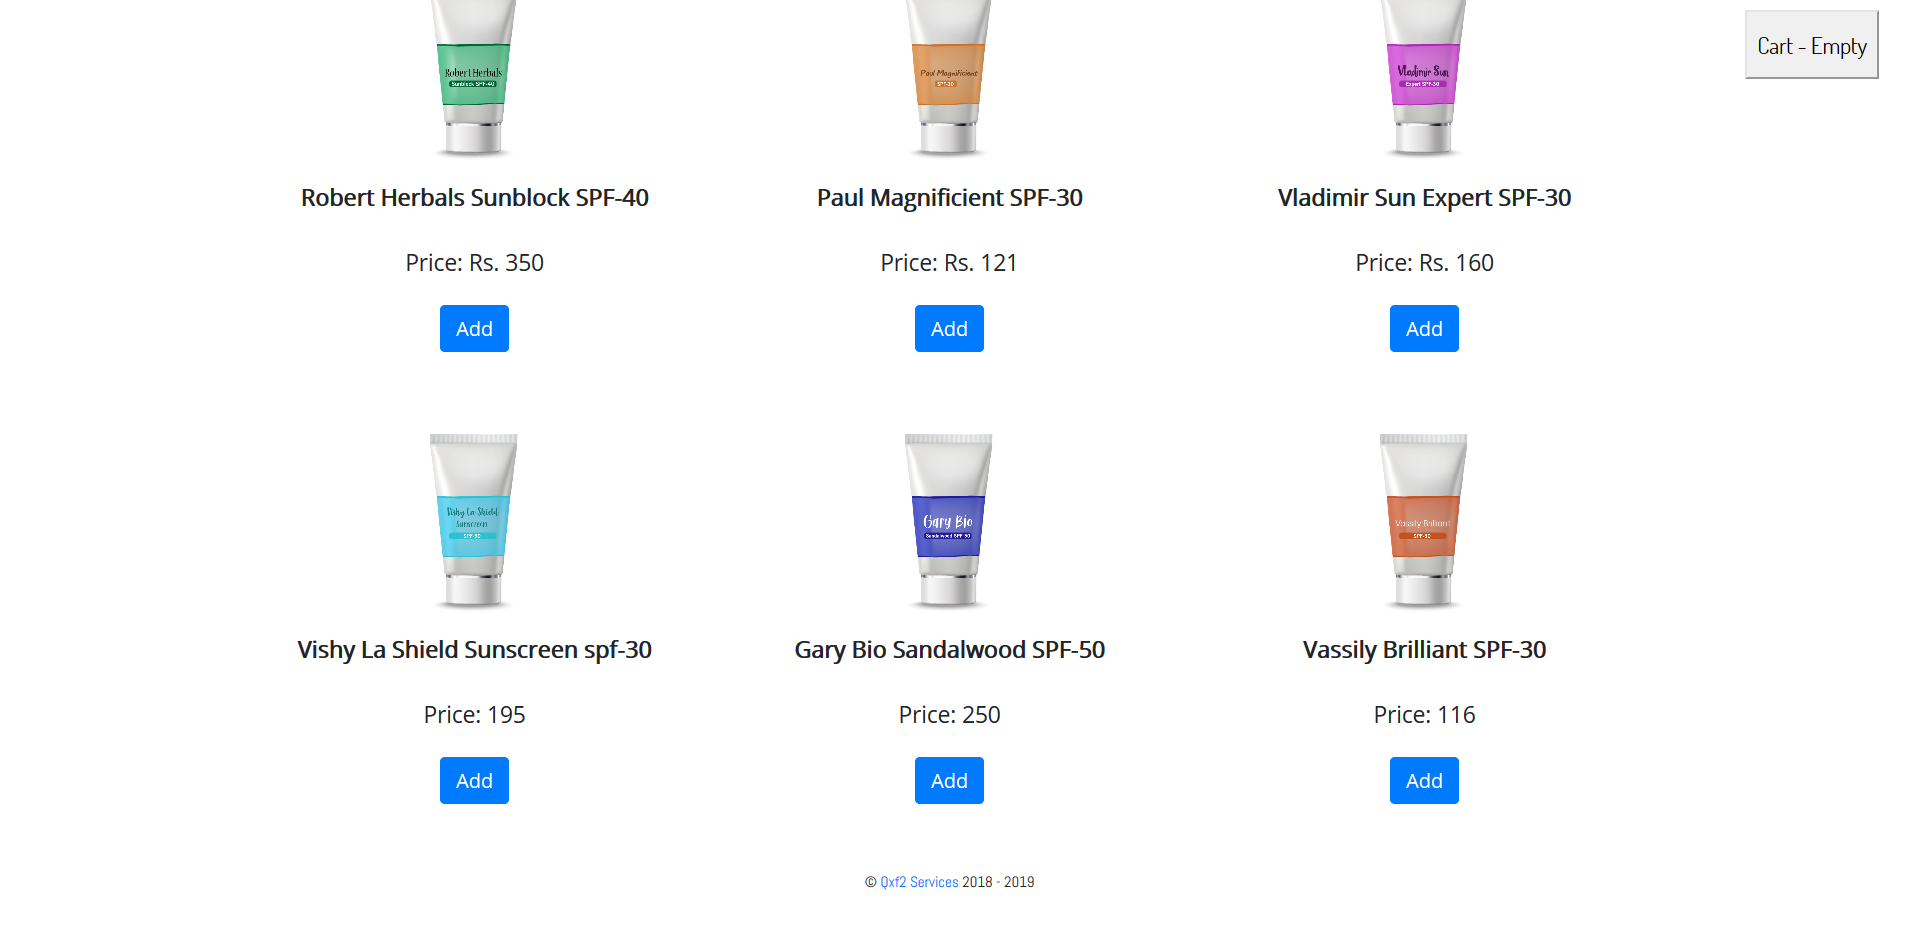 Cart - Empty
Robert Herbals
Sunblock SPF-40
Paul Magnificient
SPF-30
Vladimir Sun
Expert SPF-30
Robert Herbals Sunblock SPF-40
Paul Magnificient SPF-30
Vladimir Sun Expert SPF-30
Price: Rs. 350
Price: Rs. 121
Price: Rs. 160
Add
Add
Add
Vishy La Shield
Sunscreen
SPF-30
Gary Bio
Sandalwood SPF-50
Vassily Brilliant
SPF-30
Vishy La Shield Sunscreen spf-30
Gary Bio Sandalwood SPF-50
Vassily Brilliant SPF-30
Price: 195
Price: 250
Price: 116
Add
Add
Add
© Qxf2 Services 2018 - 2019